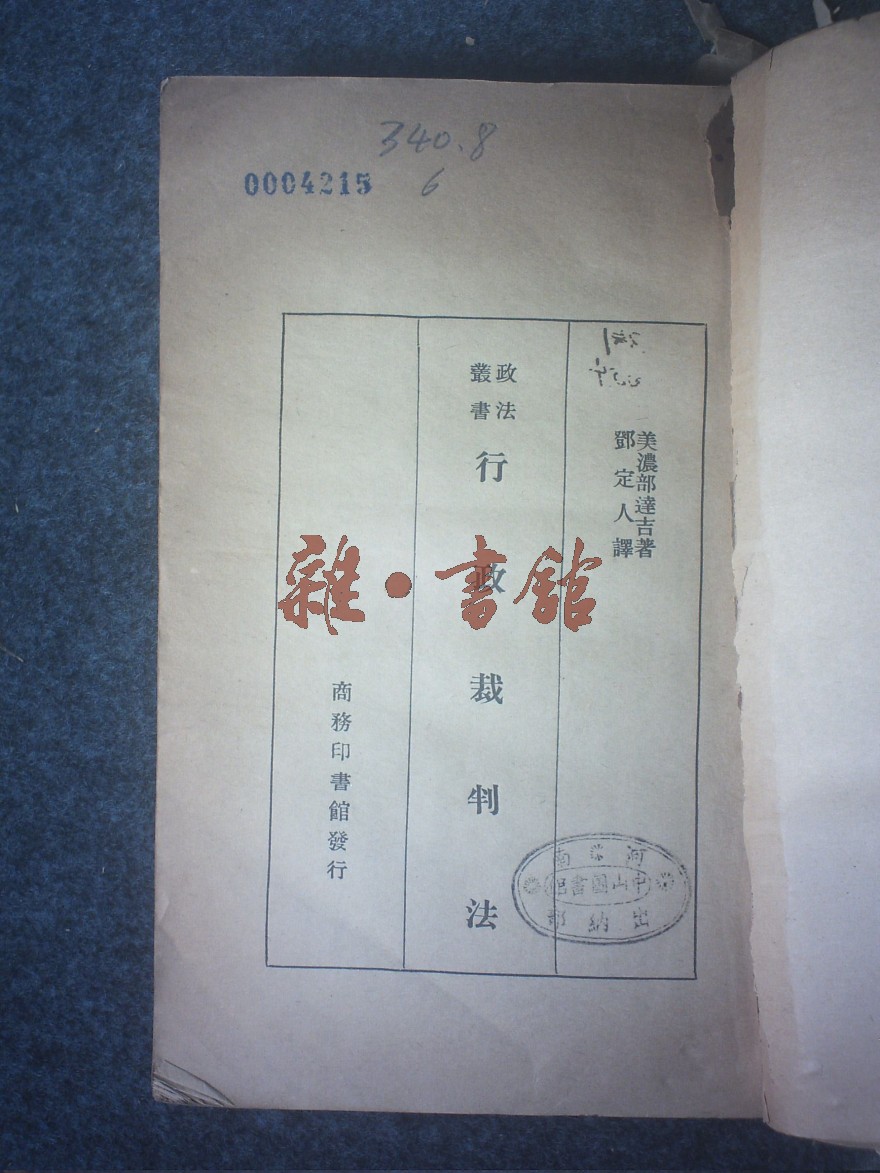 340.8
0004215
6
美濃部達吉著
鄧定人譯
政法
叢書
行政裁判法
商務印書館發行
雜·書館
河南
中山圖書館
出納部